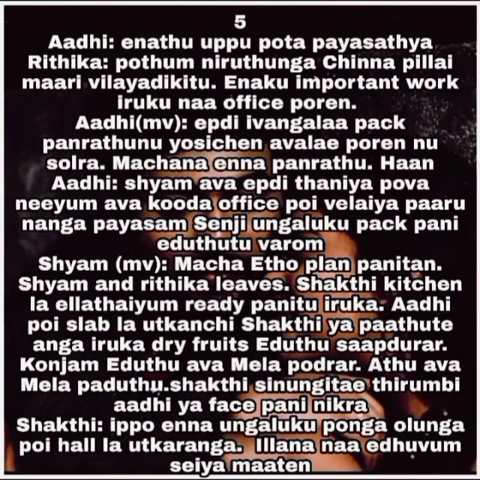 5
Aadhi: enathu uppu pota payasathya
Rithika: pothum niruthunga Chinna pillai
maari vilayadikitu. Enaku important work
iruku naa office poren.
Aadhi(mv): epdi ivangalaa pack
panrathunu yosichen avalae poren nu
solra. Machana enna panrathu. Haan
Aadhi: shyam ava epdi thaniya pova
neeyum ava kooda office poi velaiya paaru
nanga payasam Senji ungaluku pack pani
eduthutu varom
Shyam (mv): Macha Etho plan panitan.
Shyam and rithika leaves. Shakthi kitchen
la ellathaiyum ready panitu iruka. Aadhi
poi slab la utkanchi Shakthi ya paathute
anga iruka dry fruits Eduthu saapdurar.
Konjam Eduthu ava Mela podrar. Athu ava
Mela paduthu.shakthi sinungitae thirumbi
aadhi ya face pani nikra
Shakthi: ippo enna ungaluku ponga olunga
poi hall la utkaranga.  Illana naa edhuvum
seiya maaten